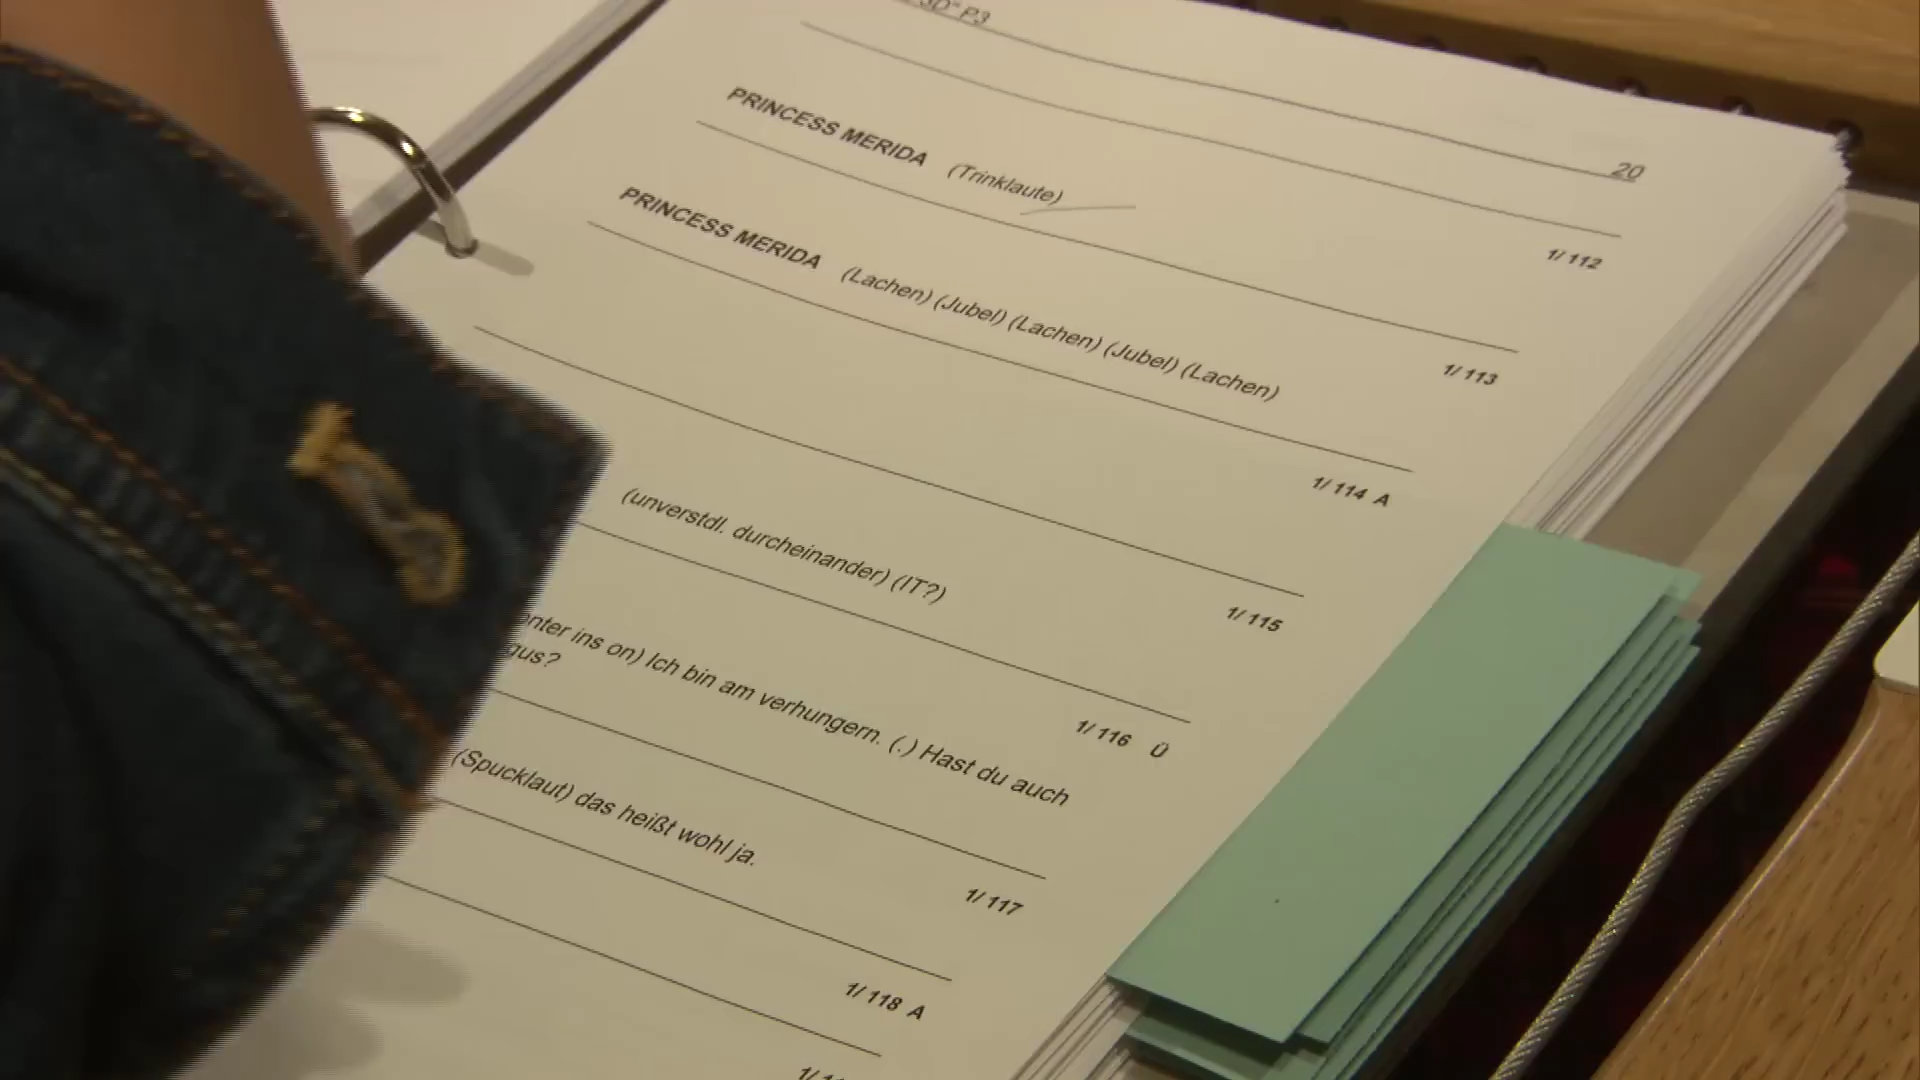 3D" P3
20
PRINCESS MERIDA (Trinklaute)
1/ 112
PRINCESS MERIDA (Lachen) (Jubel) (Lachen) (Jubel) (Lachen)
1/ 113
1/ 114 A
(unverstdl. durcheinander) (IT?)
1/ 115
ins on) Ich bin am verhungern. (.) Hast du auch
1/ 116 Ü
(Spucklaut) das heißt wohl ja.
1/ 117
1/ 118 A